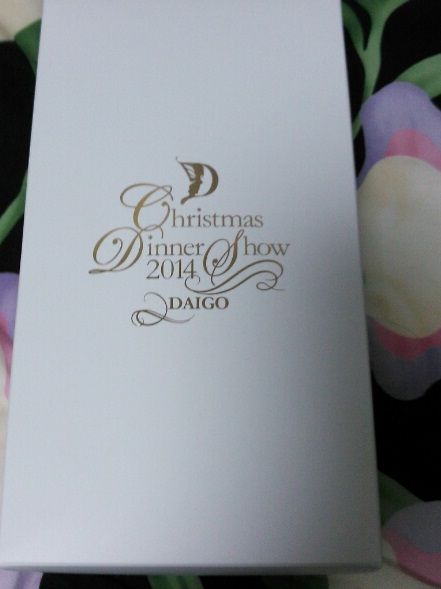 D
Christmas
Dinner Show
2014
DAIGO